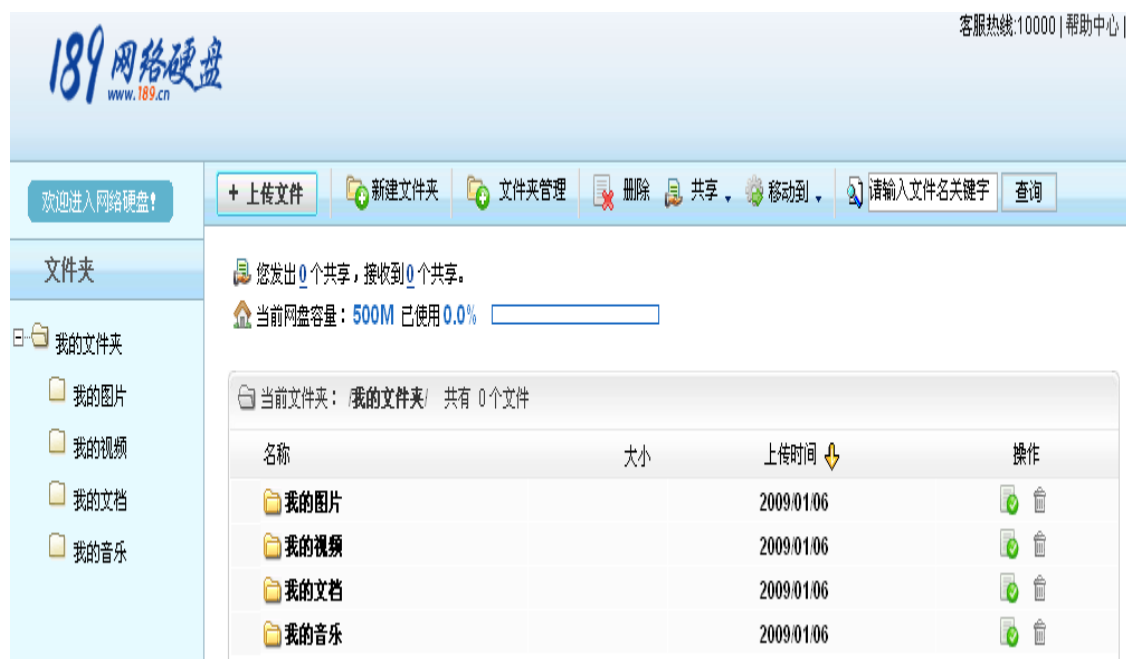 客服热线:10000 | 帮助中心 |
189 网络硬盘
www.189.cn
欢迎进入网络硬盘!
+ 上传文件 新建文件夹 文件夹管理 删除 共享 移动到 请输入文件名关键字 查询
文件夹
您发出0个共享，接收到0个共享。
当前网盘容量：500M 已使用0.0%
我的文件夹
我的图片
我的视频
我的文档
我的音乐
当前文件夹： /我的文件夹/ 共有 0个文件
名称 大小 上传时间 操作
我的图片 2009/01/06
我的视频 2009/01/06
我的文档 2009/01/06
我的音乐 2009/01/06